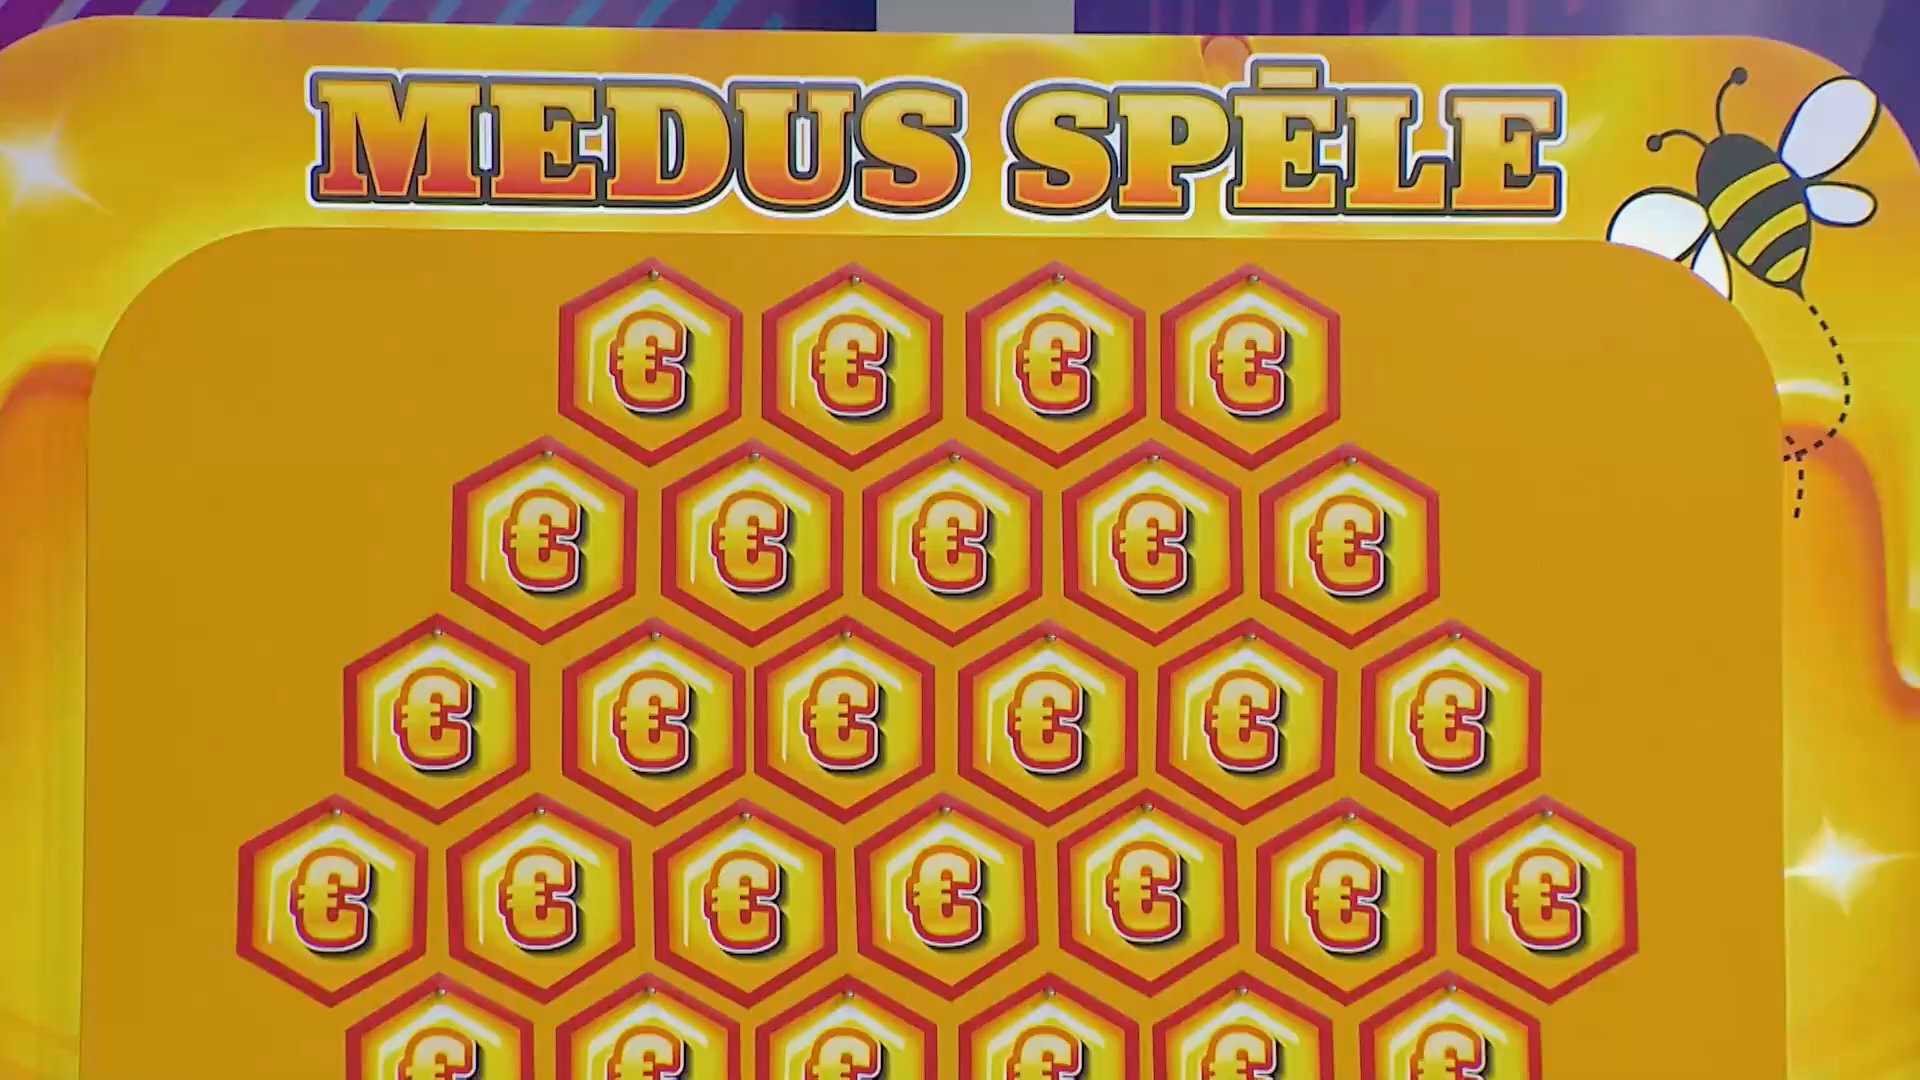 MEDUS SPĒLE
€ € € €
€ € € € €
€ € € € € €
€ € € € € € €
€ € € € € €